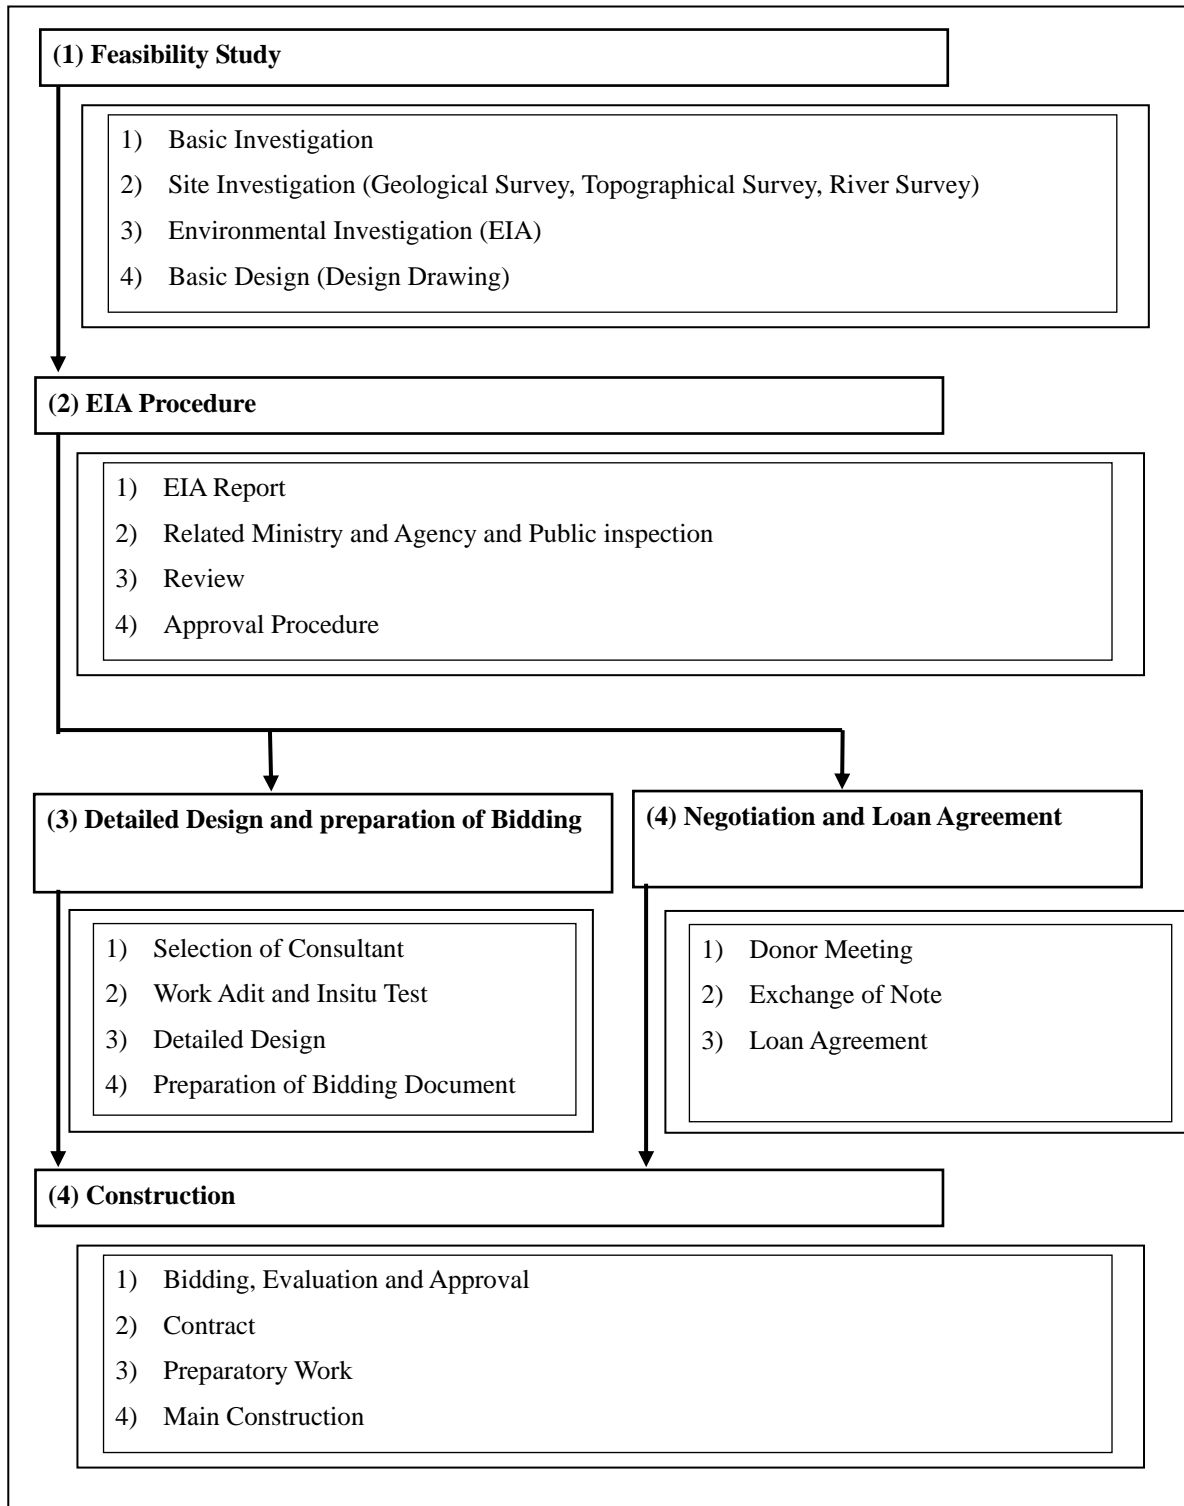 (1) Feasibility Study
1) Basic Investigation
2) Site Investigation (Geological Survey, Topographical Survey, River Survey)
3) Environmental Investigation (EIA)
4) Basic Design (Design Drawing)
(2) EIA Procedure
1) EIA Report
2) Related Ministry and Agency and Public inspection
3) Review
4) Approval Procedure
(3) Detailed Design and preparation of Bidding
1) Selection of Consultant
2) Work Adit and Insitu Test
3) Detailed Design
4) Preparation of Bidding Document
(4) Negotiation and Loan Agreement
1) Donor Meeting
2) Exchange of Note
3) Loan Agreement
(4) Construction
1) Bidding, Evaluation and Approval
2) Contract
3) Preparatory Work
4) Main Construction